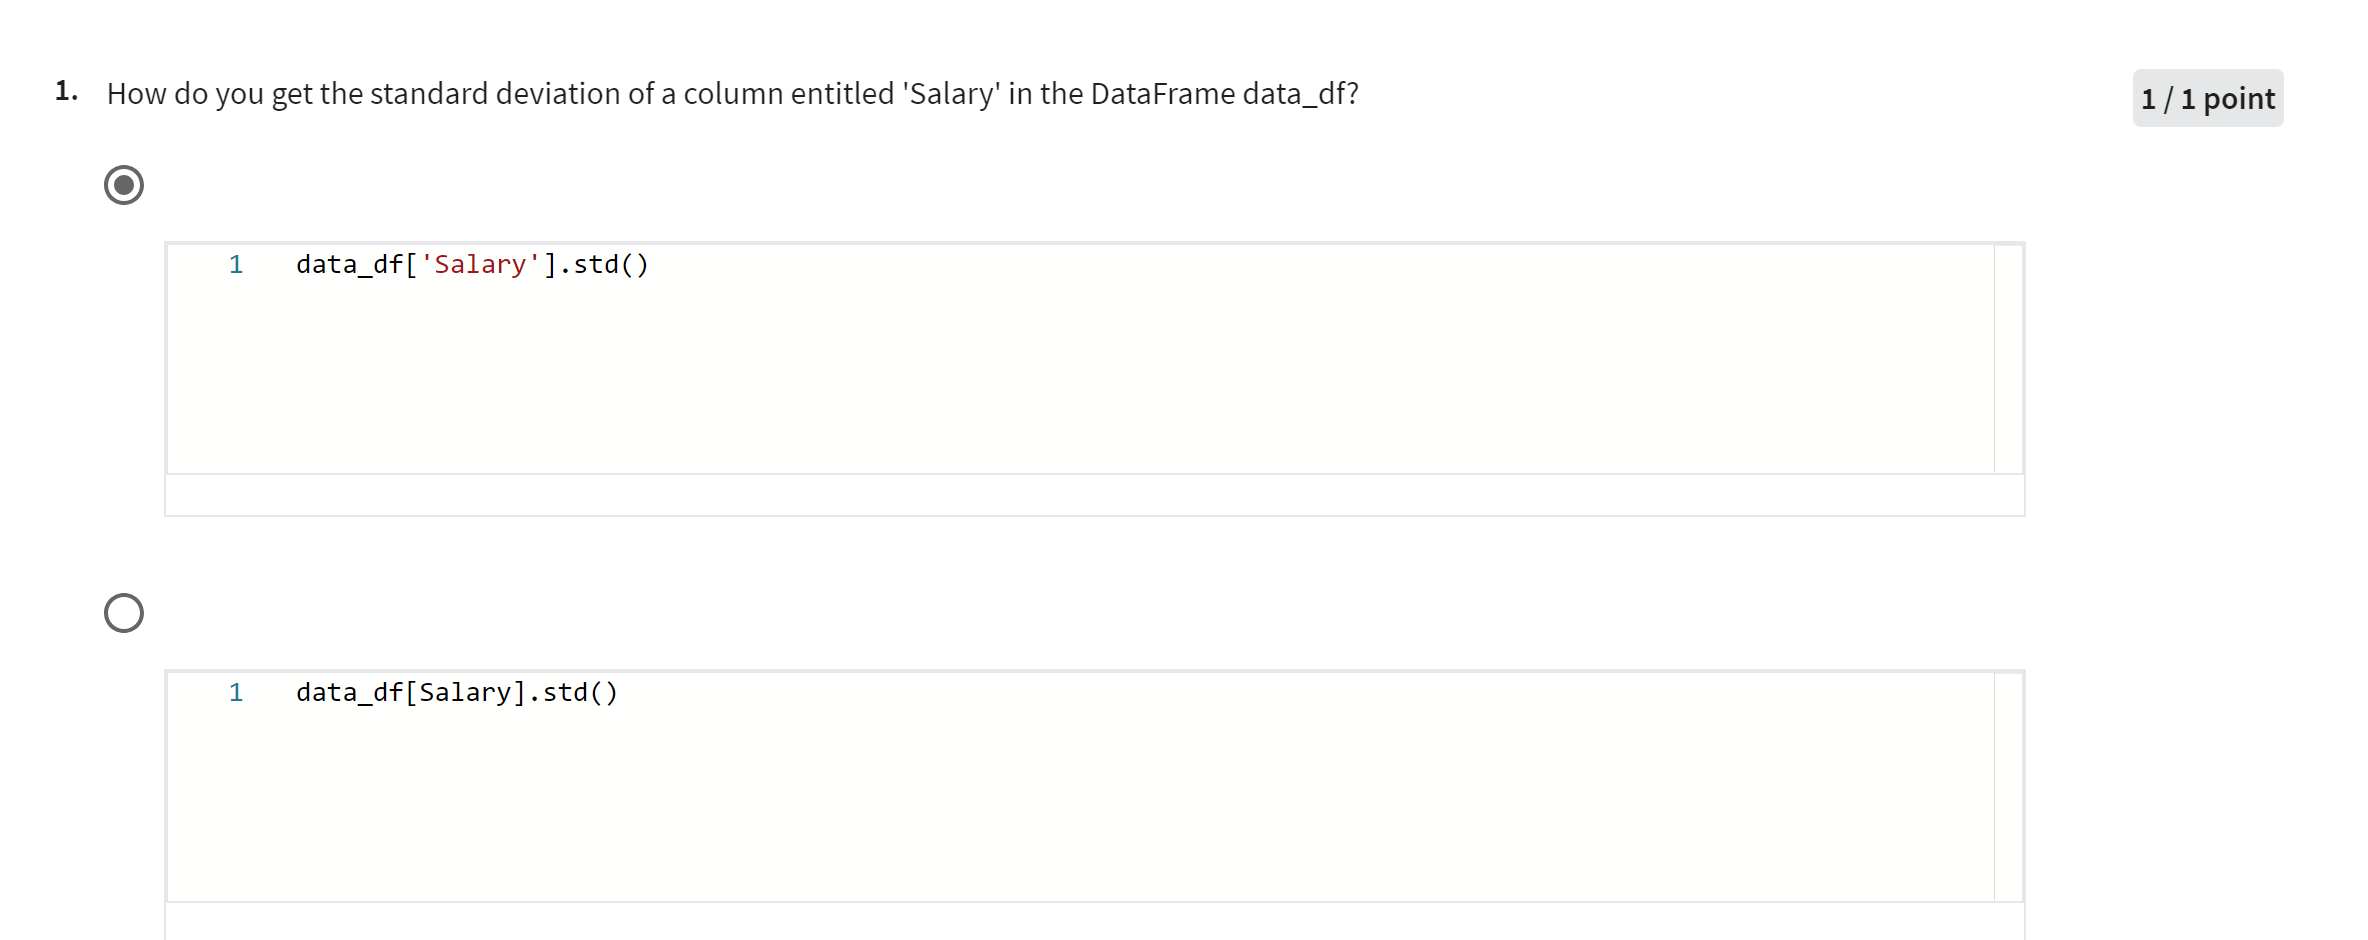 1. How do you get the standard deviation of a column entitled 'Salary' in the DataFrame data_df?
1 / 1 point
1 data_df['Salary'].std()
1 data_df[Salary].std()